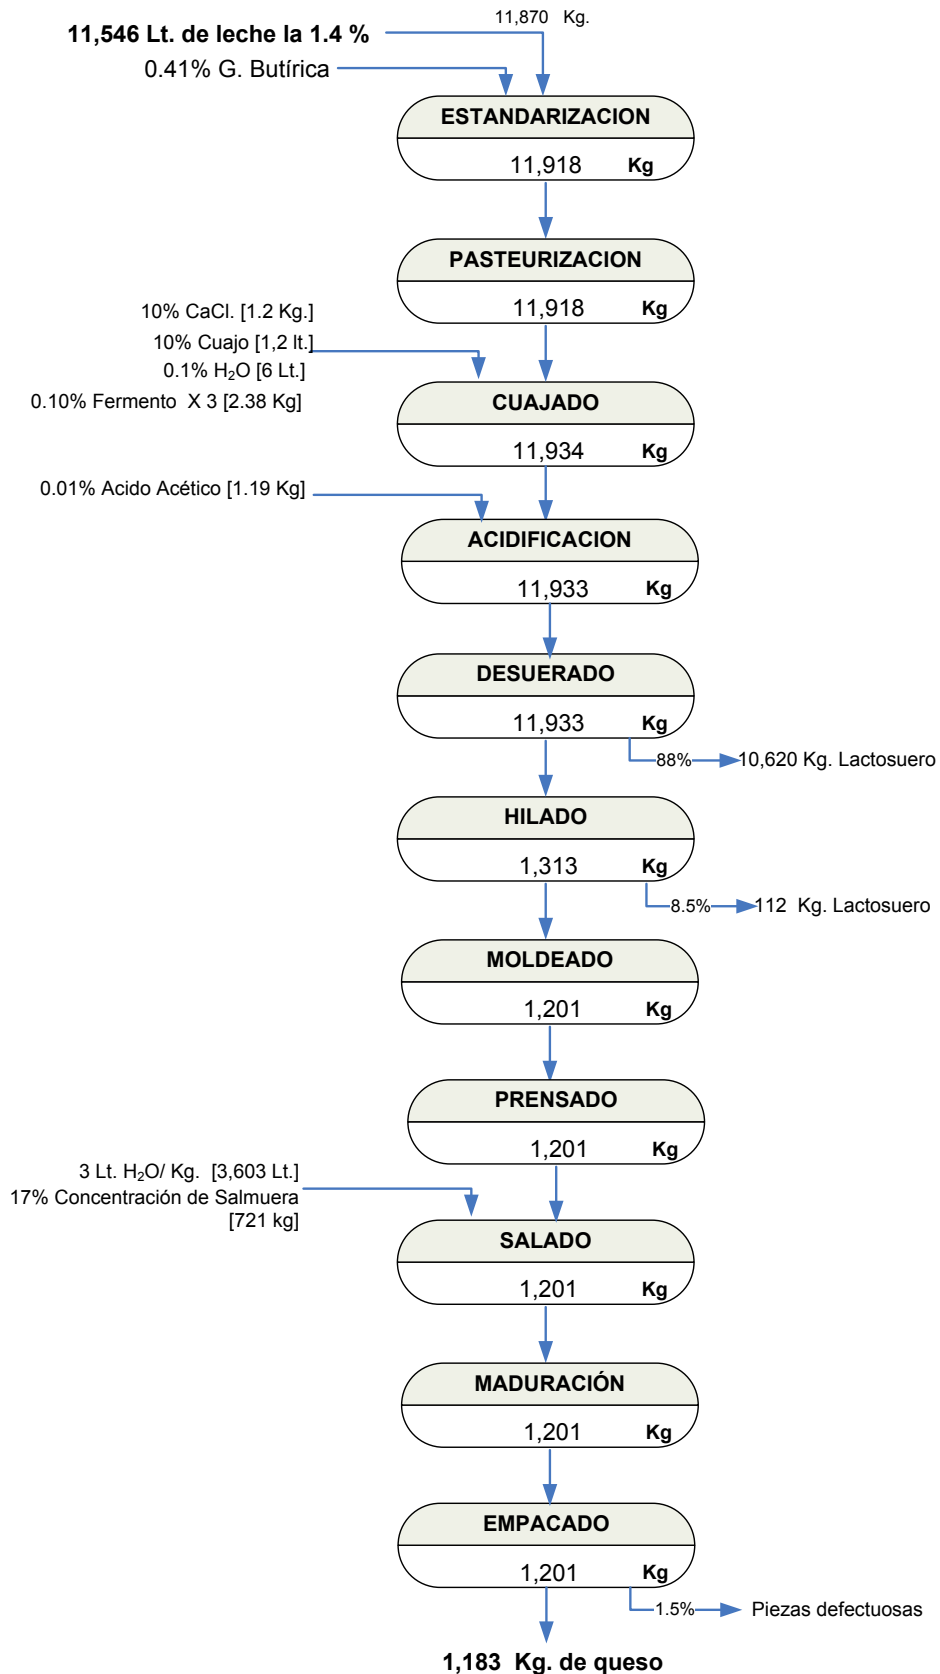 11,870 Kg.
11,546 Lt. de leche la 1.4 %
0.41% G. Butírica
ESTANDARIZACION
11,918 Kg
PASTEURIZACION
11,918 Kg
10% CaCl. [1.2 Kg.]
10% Cuajo [1,2 lt.]
0.1% H₂O [6 Lt.]
0.10% Fermento X 3 [2.38 Kg]
CUAJADO
11,934 Kg
0.01% Acido Acético [1.19 Kg]
ACIDIFICACION
11,933 Kg
DESUERADO
11,933 Kg
88% 10,620 Kg. Lactosuero
HILADO
1,313 Kg
8.5% 112 Kg. Lactosuero
MOLDEADO
1,201 Kg
PRENSADO
1,201 Kg
3 Lt. H₂O/ Kg. [3,603 Lt.]
17% Concentración de Salmuera
[721 kg]
SALADO
1,201 Kg
MADURACIÓN
1,201 Kg
EMPACADO
1,201 Kg
1.5% Piezas defectuosas
1,183 Kg. de queso